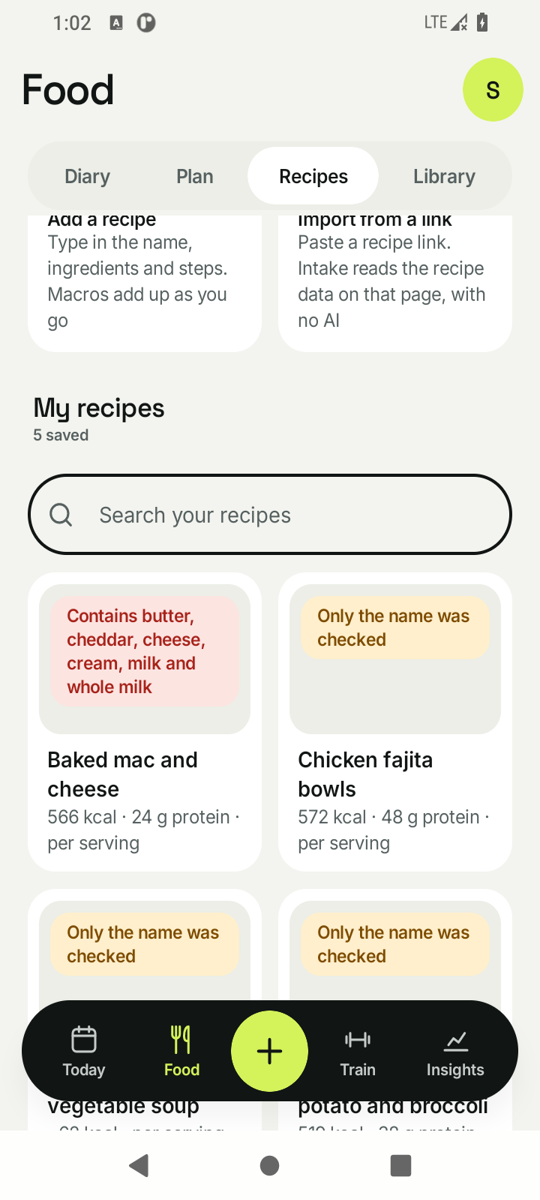 1:02
LTE
Food
S
Diary
Plan
Recipes
Library
Add a recipe
Type in the name,
ingredients and steps.
Macros add up as you
go
Import from a link
Paste a recipe link.
Intake reads the recipe
data on that page, with
no AI
My recipes
5 saved
Search your recipes
Contains butter,
cheddar, cheese,
cream, milk and
whole milk
Baked mac and
cheese
566 kcal · 24 g protein ·
per serving
Only the name was
checked
Chicken fajita
bowls
572 kcal · 48 g protein ·
per serving
Only the name was
checked
vegetable soup
Only the name was
checked
potato and broccoli
Today
Food
Train
Insights